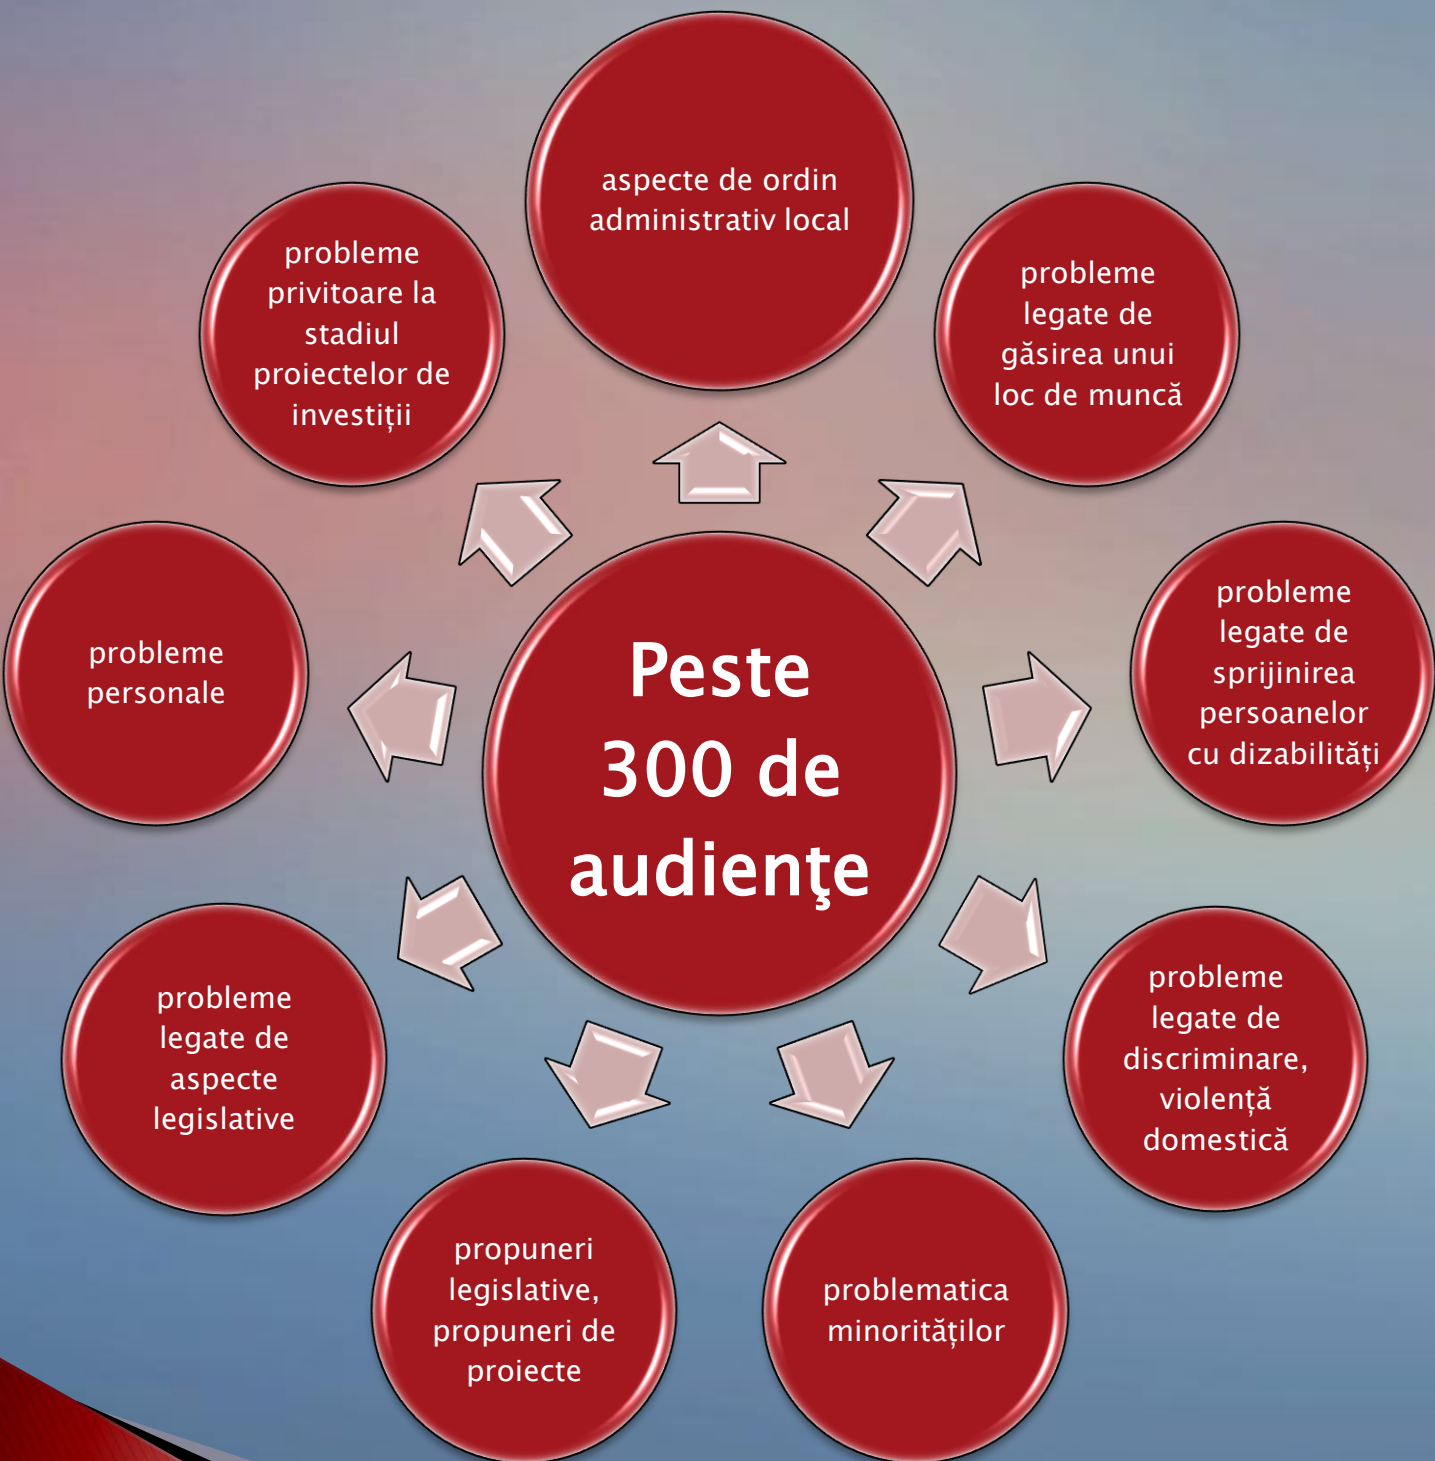 aspecte de ordin
administrativ local
probleme
legate de
găsirea unui
loc de muncă
probleme
legate de
sprijinirea
persoanelor
cu dizabilități
probleme
legate de
discriminare,
violență
domestică
problematica
minorităților
propuneri
legislative,
propuneri de
proiecte
probleme
legate de
aspecte
legislative
probleme
personale
probleme
privitoare la
stadiul
proiectelor de
investiții
Peste
300 de
audienţe